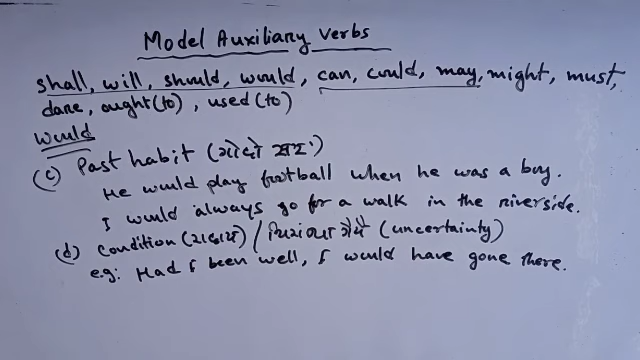 Model Auxiliary Verbs
shall, will, should, would, can, could, may, might, must,
dare, ought(to), used(to)
would
(c) Past habit
He would play football when he was a boy.
I would always go for a walk in the riverside.
(d) condition / (uncertainty)
e.g: Had I been well, I would have gone there.